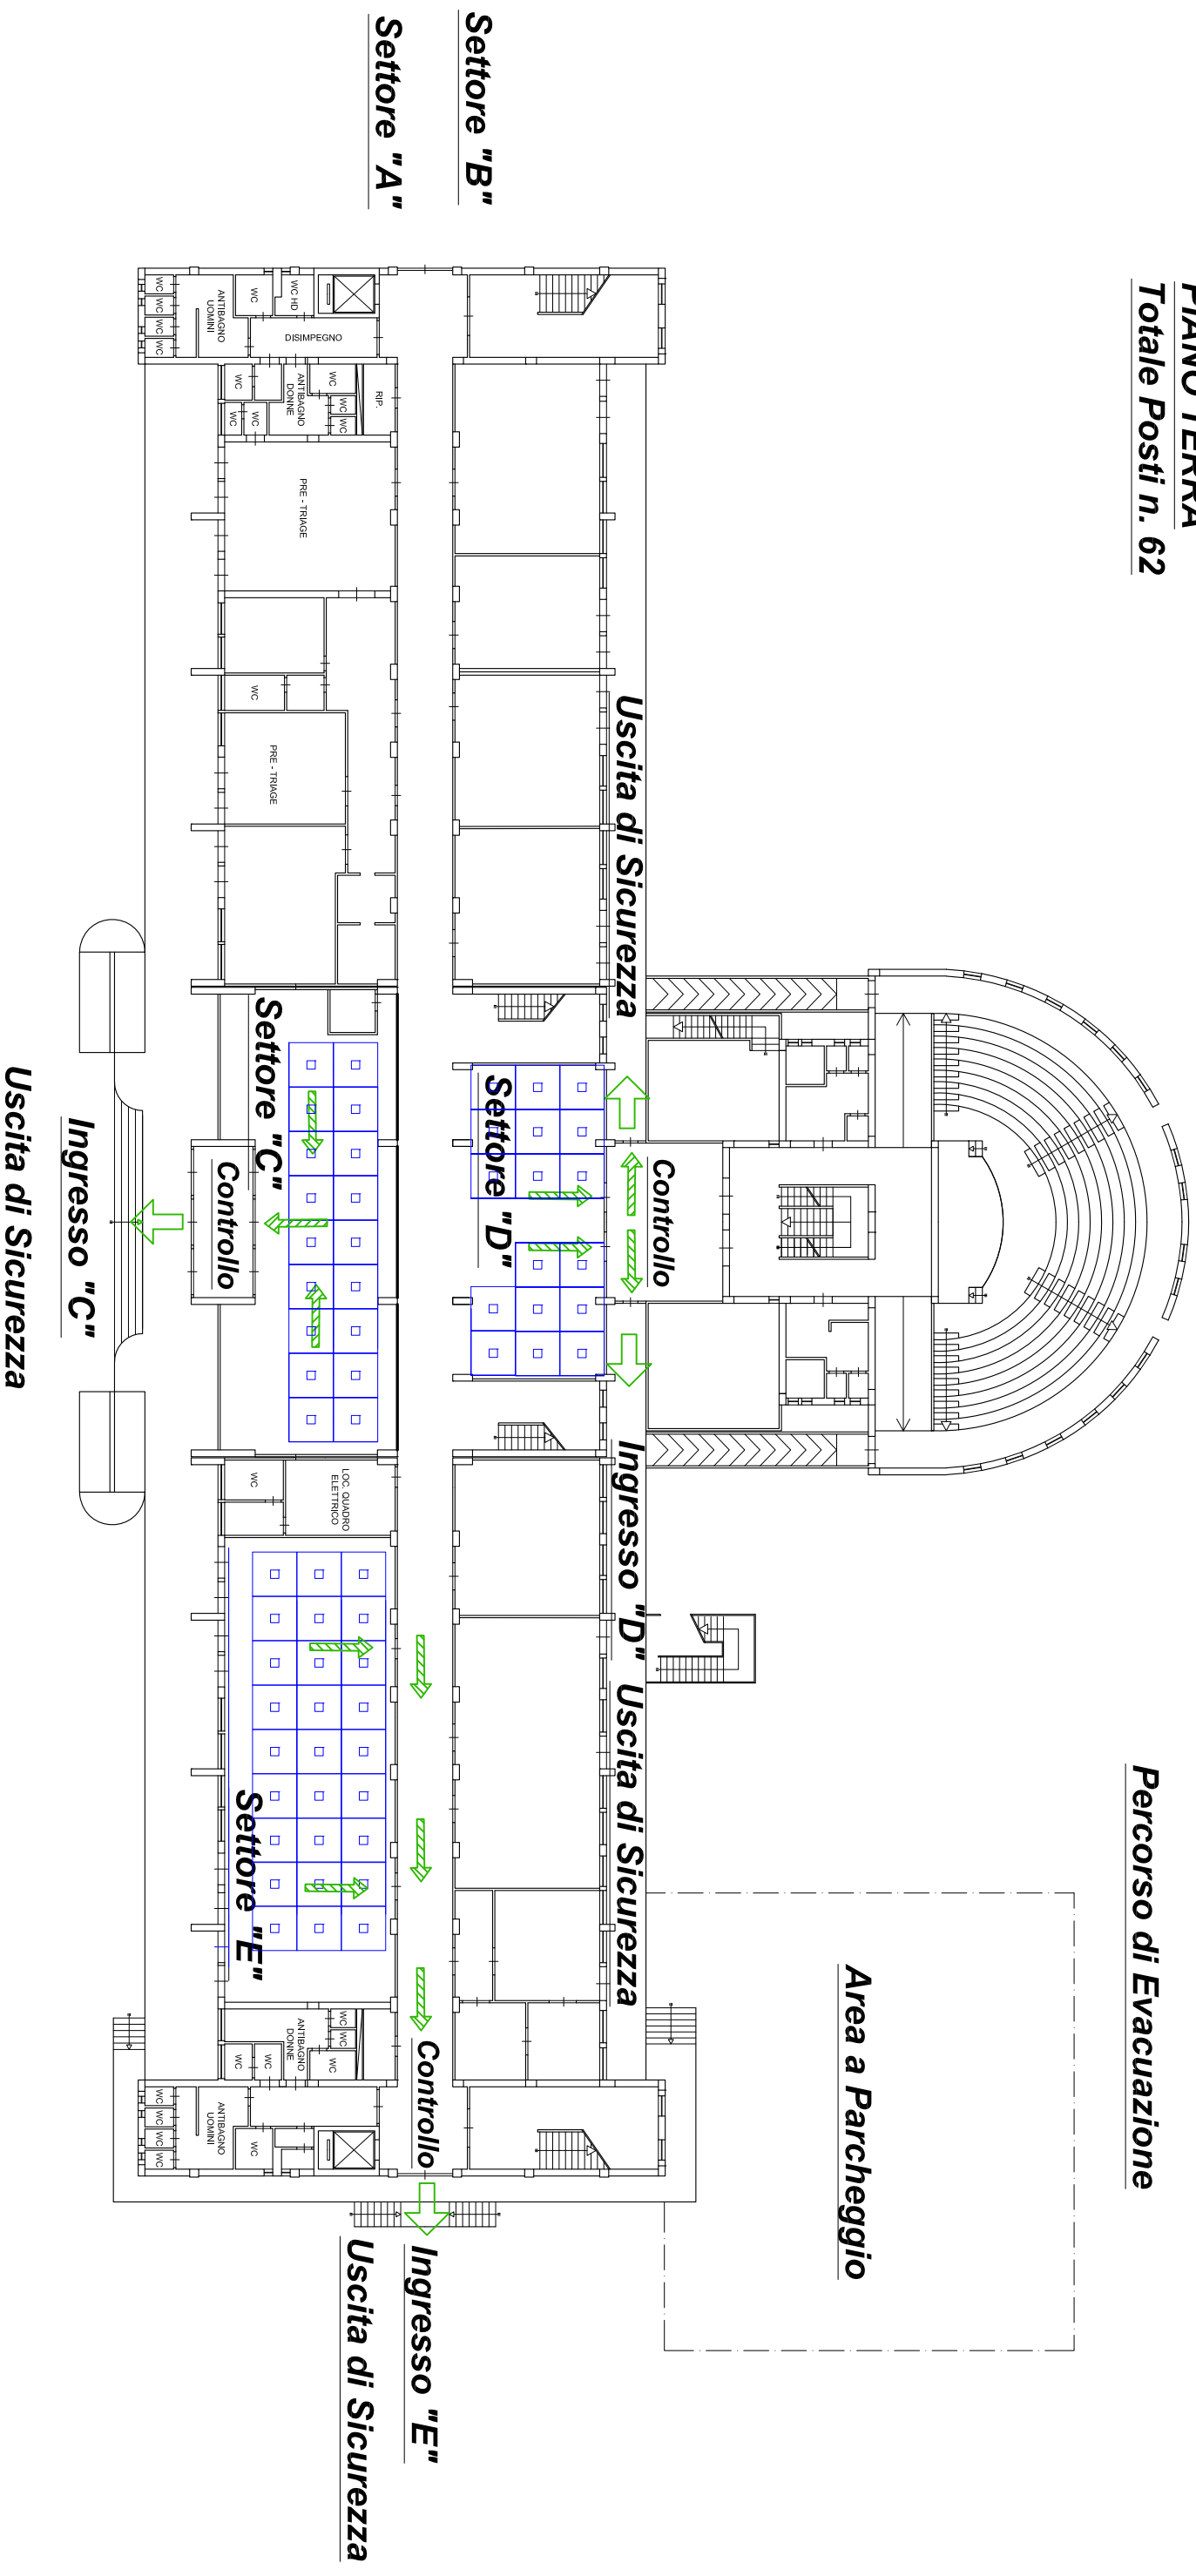 PIANO TERRA
Totale Posti n. 62
Percorso di Evacuazione
Area a Parcheggio
Uscita di Sicurezza
Controllo
Ingresso "D"
Uscita di Sicurezza
Settore "B"
Settore "D"
Settore "A"
Controllo
Ingresso "E"
Uscita di Sicurezza
RIP.
WC
WC
WC
ANTIBAGNO
DONNE
WC
WC
WC
DISIMPEGNO
WC HD
WC
ANTIBAGNO
UOMINI
WC
WC
WC
WC
PRE - TRIAGE
WC
PRE - TRIAGE
Settore "C"
Controllo
LOC. QUADRO
ELETTRICO
WC
Settore "E"
WC
WC
WC
ANTIBAGNO
DONNE
WC
WC
WC
ANTIBAGNO
UOMINI
WC
WC
WC
WC
Ingresso "C"
Uscita di Sicurezza